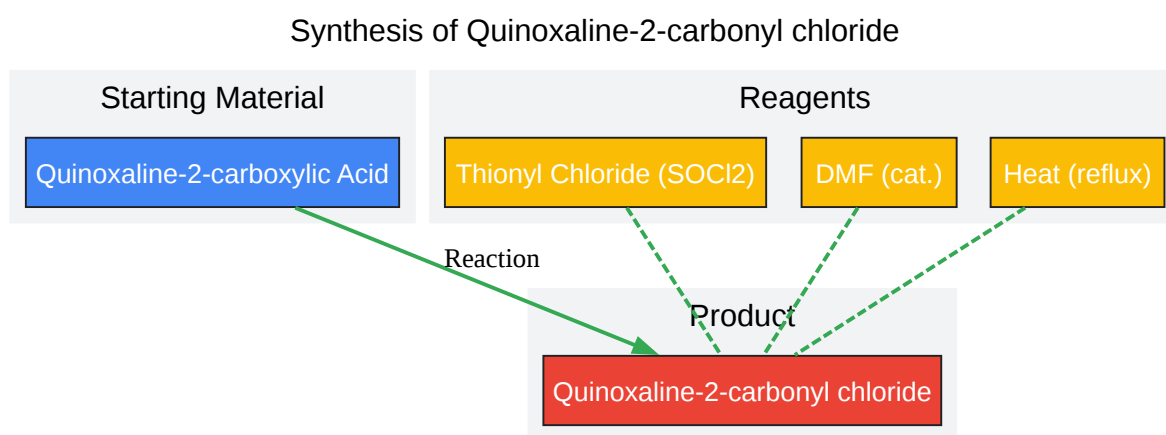 Synthesis of Quinoxaline-2-carbonyl chloride
Starting Material
Quinoxaline-2-carboxylic Acid
Reagents
Thionyl Chloride (SOCl2)
DMF (cat.)
Heat (reflux)
Reaction
Product
Quinoxaline-2-carbonyl chloride